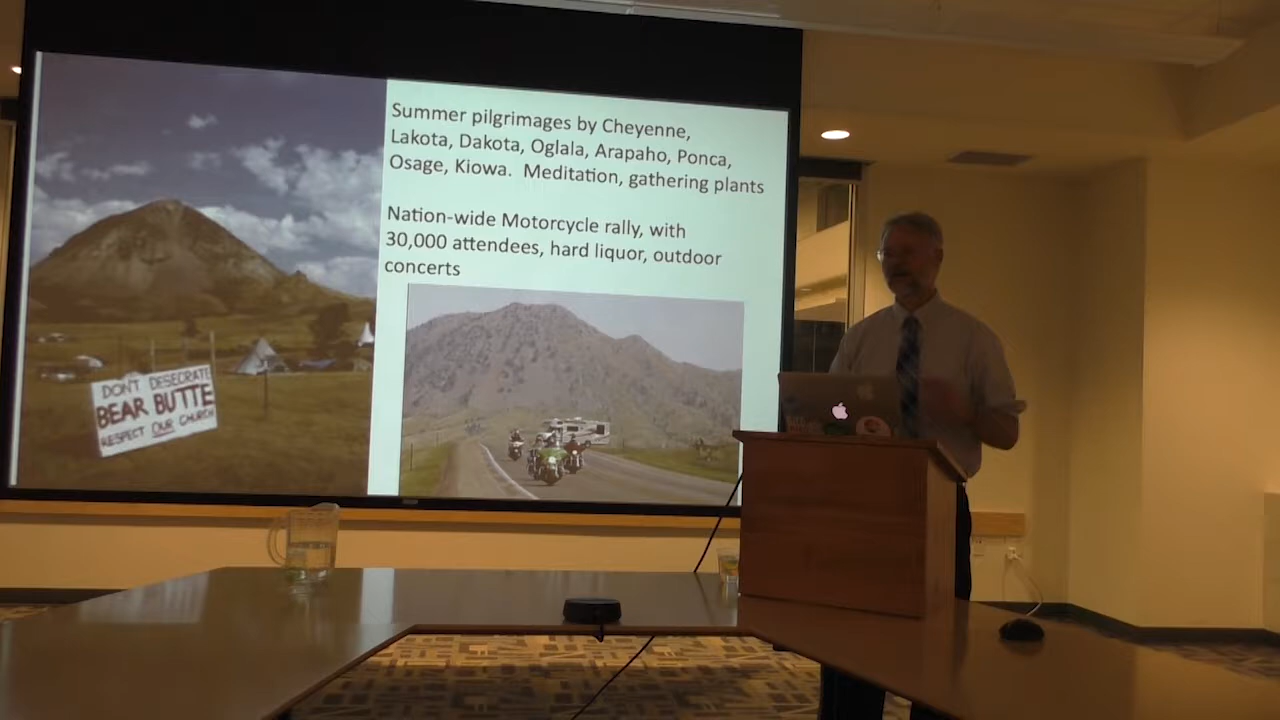 Summer pilgrimages by Cheyenne,
Lakota, Dakota, Oglala, Arapaho, Ponca,
Osage, Kiowa. Meditation, gathering plants
Nation-wide Motorcycle rally, with
30,000 attendees, hard liquor, outdoor
concerts
DON'T DESECRATE
BEAR BUTTE
RESPECT OUR CHURCH